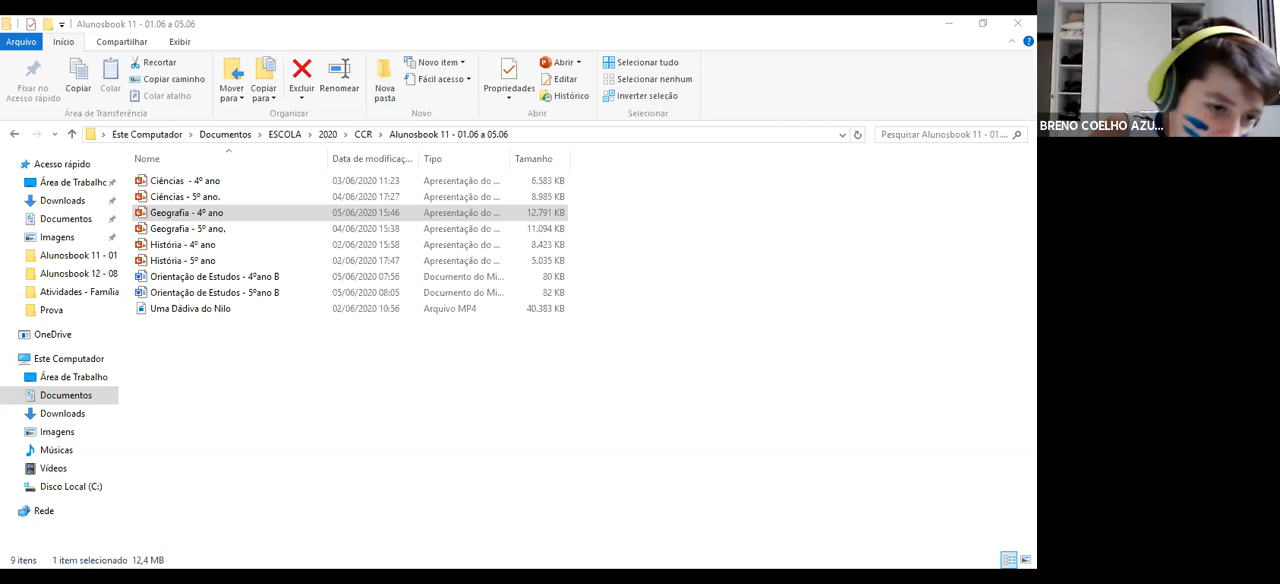 Alunosbook 11 - 01.06 a 05.06
Arquivo Início Compartilhar Exibir
Fixar no Acesso rápido
Copiar
Colar
Recortar
Copiar caminho
Colar atalho
Área de Transferência
Mover para
Copiar para
Excluir
Renomear
Organizar
Nova pasta
Novo item
Fácil acesso
Novo
Propriedades
Abrir
Editar
Histórico
Abrir
Selecionar tudo
Selecionar nenhum
Inverter seleção
Selecionar
BRENO COELHO AZU...
Este Computador Documentos ESCOLA 2020 CCR Alunosbook 11 - 01.06 a 05.06
Pesquisar Alunosbook 11 - 01....
Acesso rápido
Área de Trabalhc
Downloads
Documentos
Imagens
Alunosbook 11 - 01
Alunosbook 12 - 08
Atividades - Família
Prova
OneDrive
Este Computador
Área de Trabalho
Documentos
Downloads
Imagens
Músicas
Vídeos
Disco Local (C:)
Rede
Nome Data de modificaç... Tipo Tamanho
Ciências - 4º ano 03/06/2020 11:23 Apresentação do ... 6.583 KB
Ciências - 5º ano. 04/06/2020 17:27 Apresentação do ... 8.985 KB
Geografia - 4º ano 05/06/2020 15:46 Apresentação do ... 12.791 KB
Geografia - 5º ano. 04/06/2020 15:38 Apresentação do ... 11.094 KB
História - 4º ano 02/06/2020 15:58 Apresentação do ... 8.423 KB
História - 5º ano 02/06/2020 17:47 Apresentação do ... 5.035 KB
Orientação de Estudos - 4ºano B 05/06/2020 07:56 Documento do Mi... 80 KB
Orientação de Estudos - 5ºano B 05/06/2020 08:05 Documento do Mi... 82 KB
Uma Dádiva do Nilo 02/06/2020 10:56 Arquivo MP4 40.383 KB
9 itens 1 item selecionado 12,4 MB